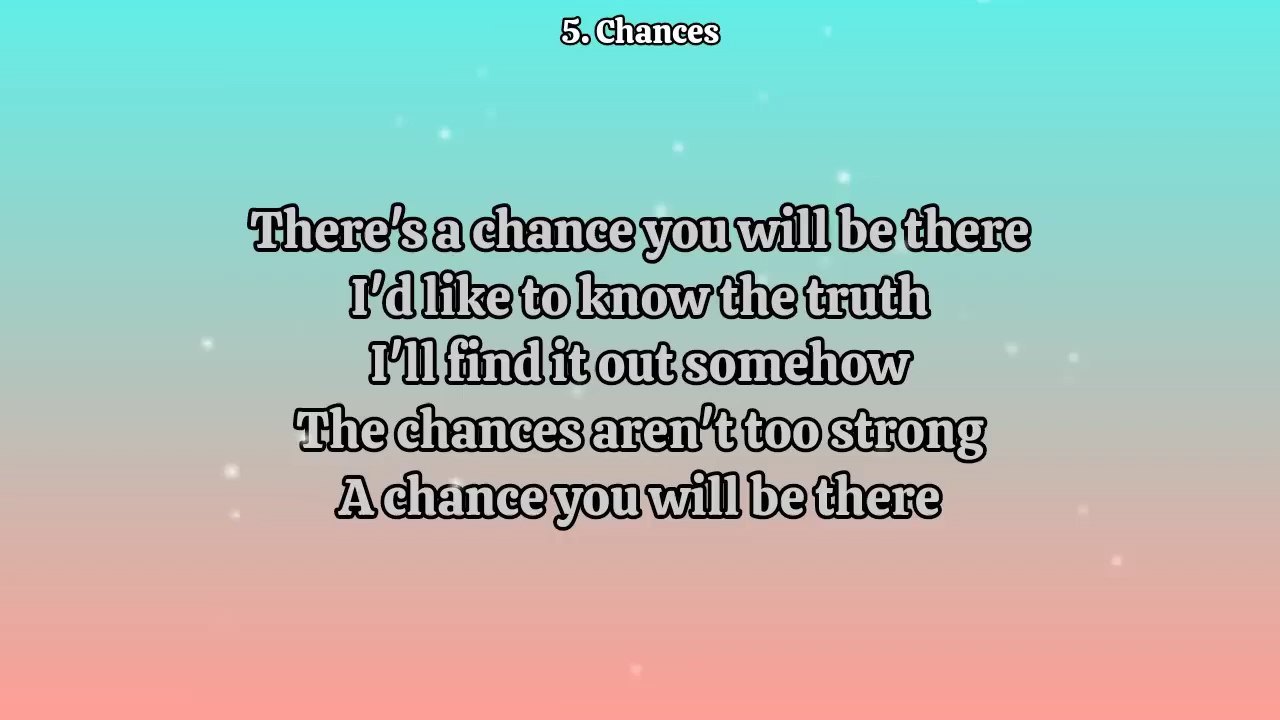 5. Chances
There's a chance you will be there
I'd like to know the truth
I'll find it out somehow
The chances aren't too strong
A chance you will be there